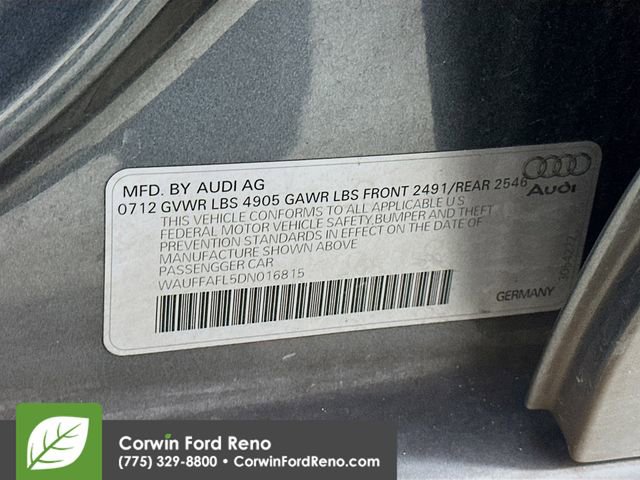 MFD. BY AUDI AG
0712 GVWR LBS 4905 GAWR LBS FRONT 2491/REAR 2546
THIS VEHICLE CONFORMS TO ALL APPLICABLE U.S
FEDERAL MOTOR VEHICLE SAFETY,BUMPER AND THEFT
PREVENTION STANDARDS IN EFFECT ON THE DATE OF
MANUFACTURE SHOWN ABOVE
PASSENGGER CAR
WAUFFAFL5DN016815
Audi
GERMANY
Corwin Ford Reno
(775) 329-8800 • CorwinFordReno.com